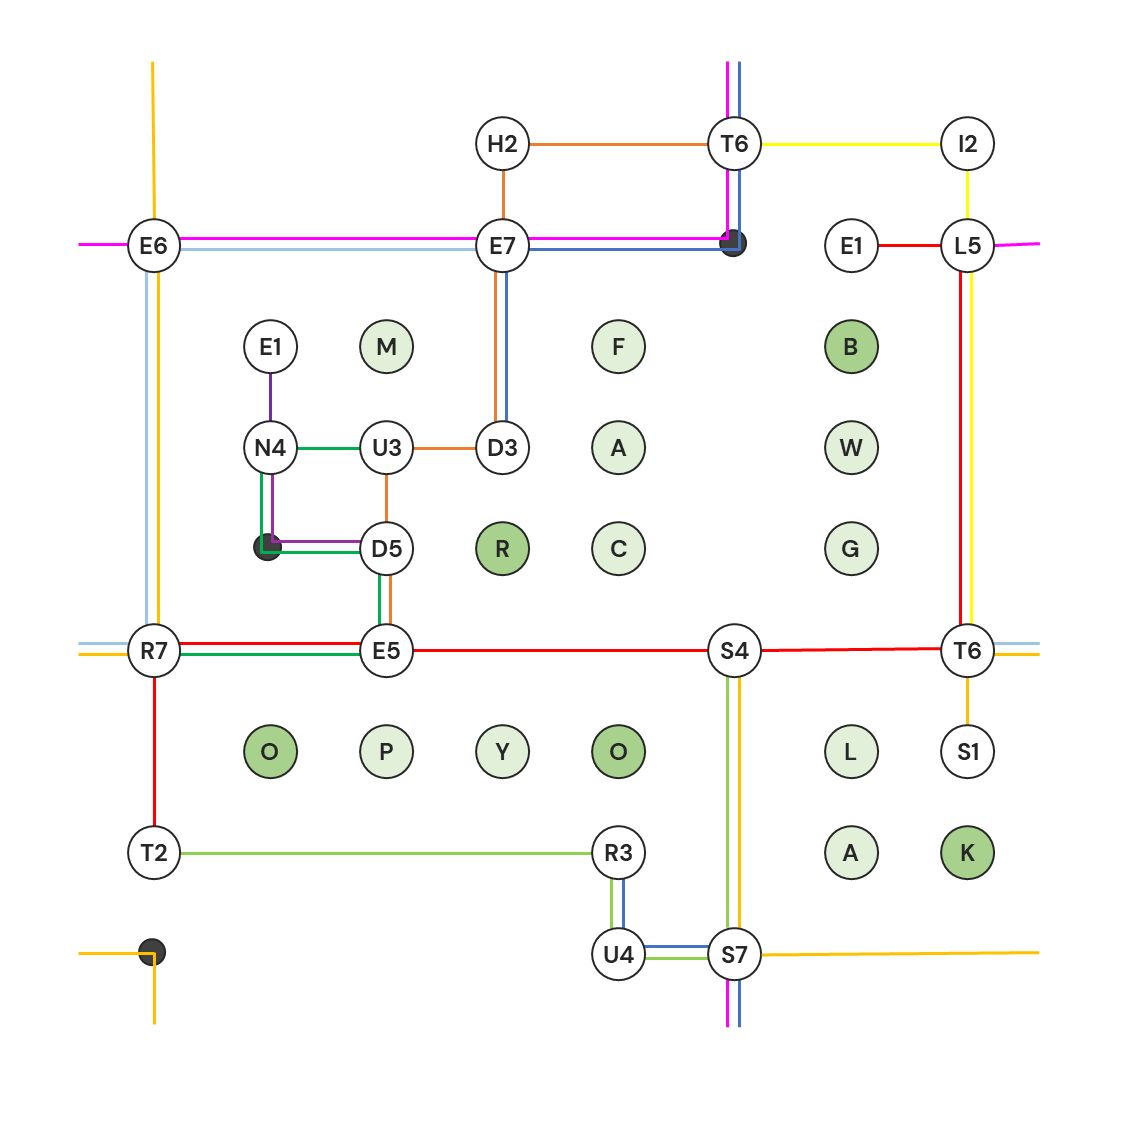 H2 T6 I2
E6 E7 E1 L5
E1 M F B
N4 U3 D3 A W
D5 R C G
R7 E5 S4 T6
O P Y O L S1
T2 R3 A K
U4 S7